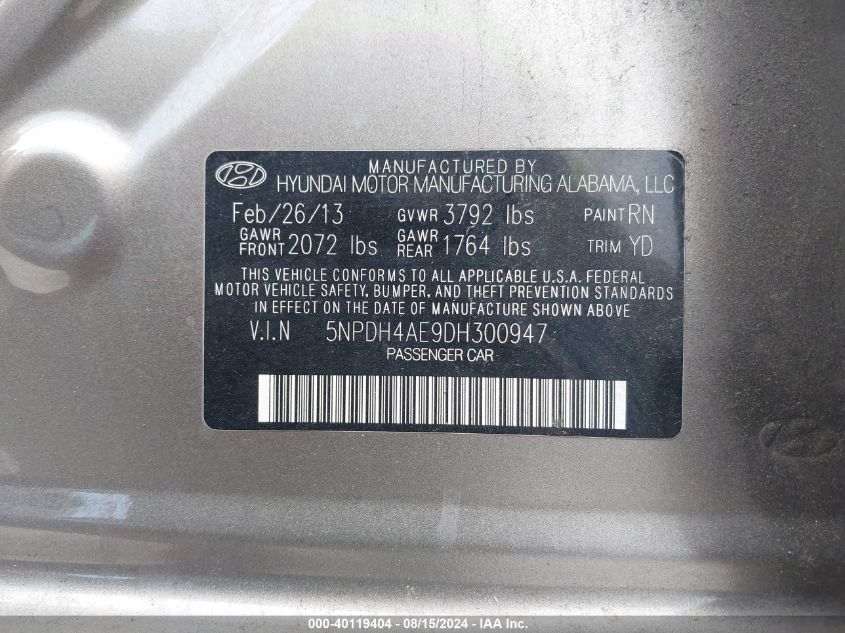 MANUFACTURED BY
HYUNDAI MOTOR MANUFACTURING ALABAMA, LLC
Feb/26/13 GVWR 3792 lbs PAINT RN
GAWR FRONT 2072 lbs GAWR REAR 1764 lbs TRIM YD
THIS VEHICLE CONFORMS TO ALL APPLICABLE U.S.A. FEDERAL
MOTOR VEHICLE SAFETY, BUMPER, AND THEFT PREVENTION STANDARDS
IN EFFECT ON THE DATE OF MANUFACTURE SHOWN ABOVE
V.I.N 5NPDH4AE9DH300947
PASSENGER CAR
000-40119404 - 08/15/2024 - IAA Inc.